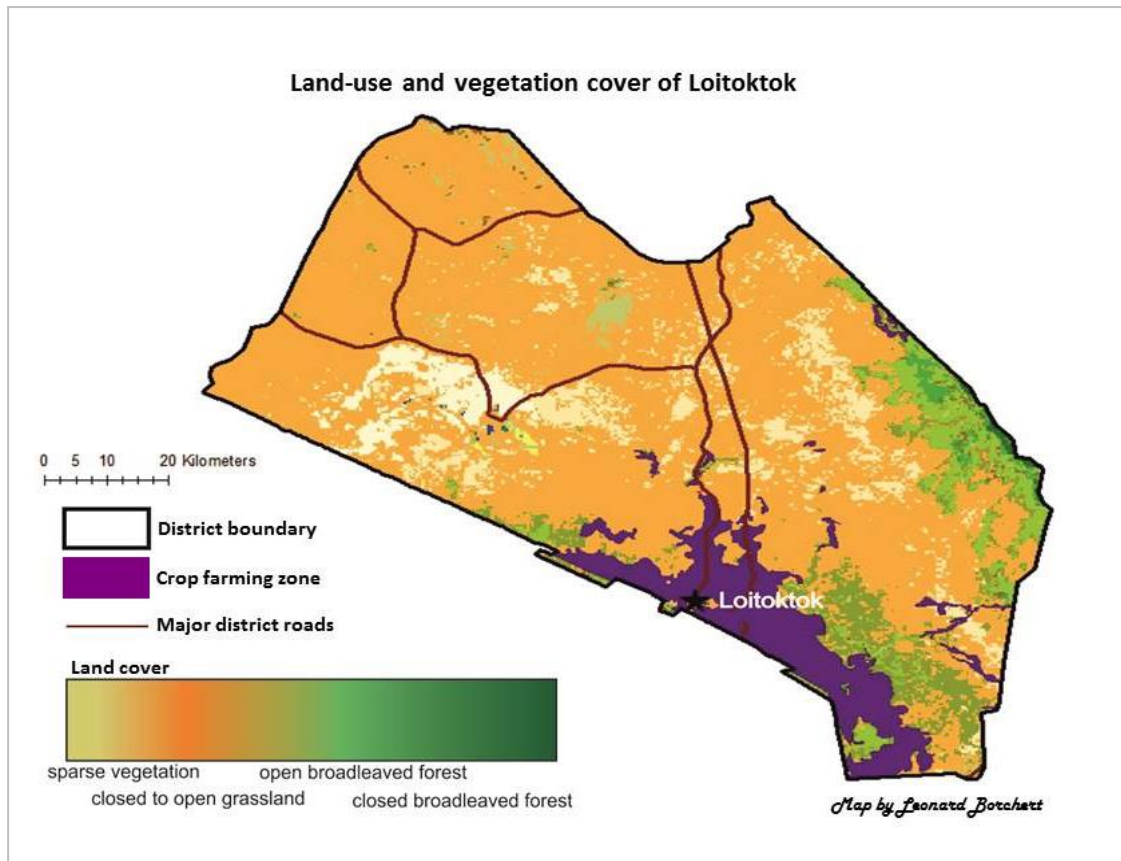 Land-use and vegetation cover of Loitoktok
Loitoktok
0 5 10 20 Kilometers
District boundary
Crop farming zone
Major district roads
Land cover
sparse vegetation
closed to open grassland
open broadleaved forest
closed broadleaved forest
Map by Leonard Borchert